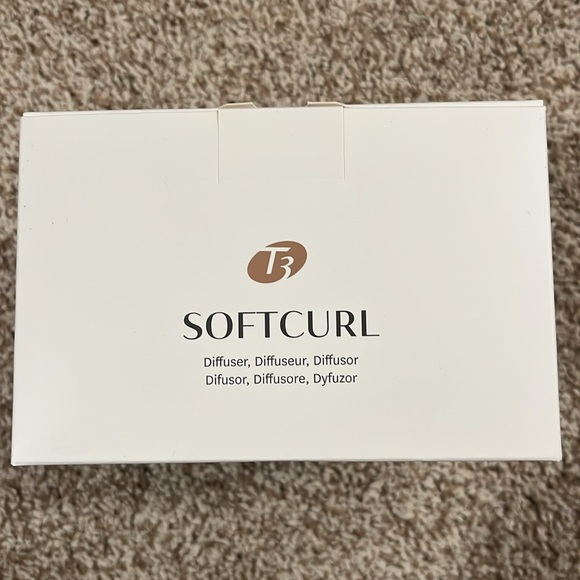 T3
SOFTCURL
Diffuser, Diffuseur, Diffusor
Difusor, Diffusore, Dyfuzor